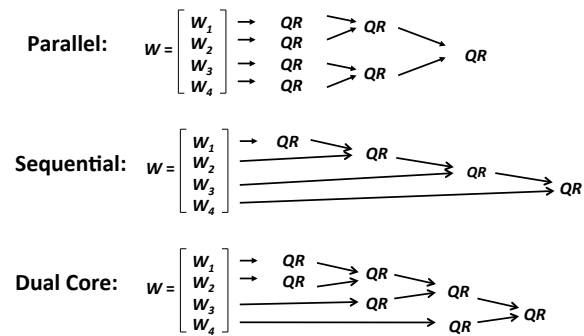 Parallel: W = [ W1 QR QR QR
W2 QR
W3 QR QR
W4 QR ]
Sequential: W = [ W1 QR QR QR QR
W2
W3
W4 ]
Dual Core: W = [ W1 QR QR QR QR
W2 QR
W3 QR
W4 QR ]